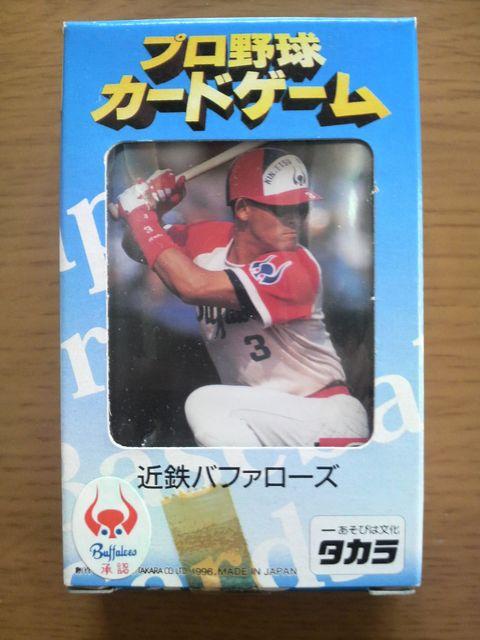 プロ野球
カードゲーム
KINTETSU
3
Buffaloes
3
近鉄バファローズ
Buffaloes
承認
あそびは文化
タカラ
TAKARA CO.LTD. 1996, MADE IN JAPAN